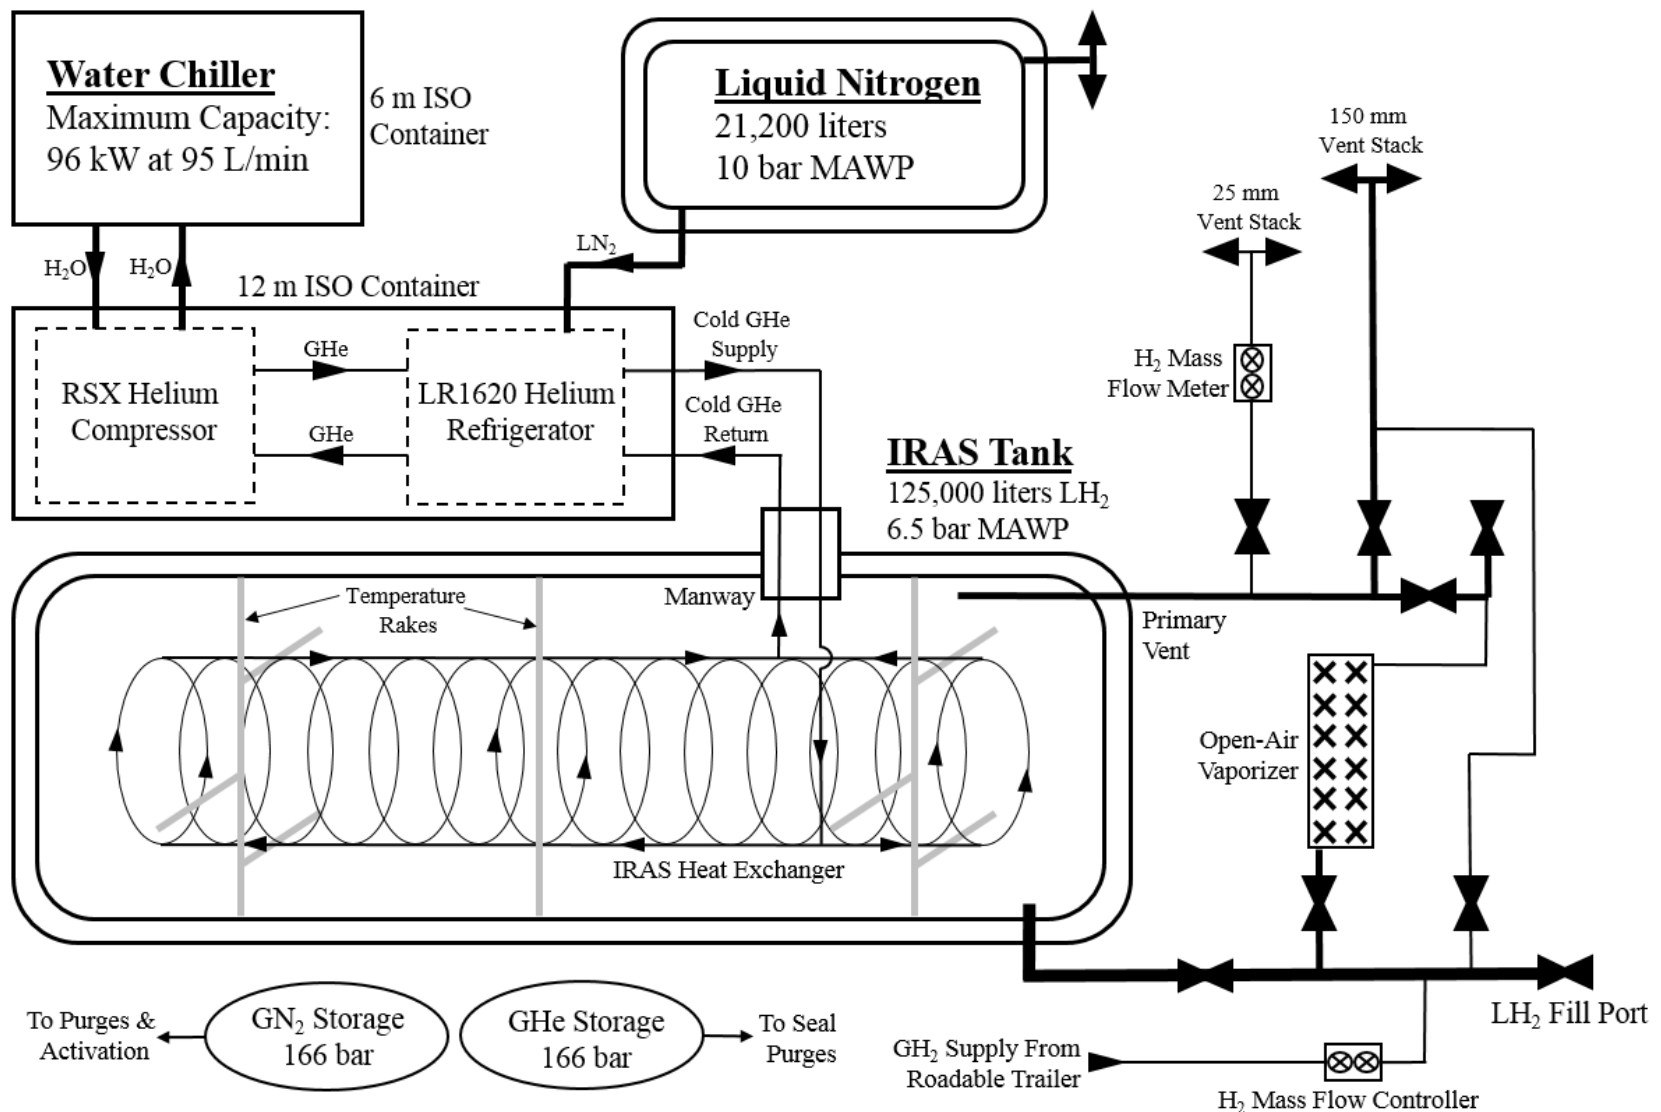 Water Chiller
Maximum Capacity:
96 kW at 95 L/min
6 m ISO
Container
Liquid Nitrogen
21,200 liters
10 bar MAWP
150 mm
Vent Stack
25 mm
Vent Stack
H₂O
H₂O
LN₂
12 m ISO Container
RSX Helium
Compressor
GHe
GHe
LR1620 Helium
Refrigerator
Cold GHe
Supply
Cold GHe
Return
H₂ Mass
Flow Meter
IRAS Tank
125,000 liters LH₂
6.5 bar MAWP
Temperature
Rakes
Manway
Primary
Vent
Open-Air
Vaporizer
IRAS Heat Exchanger
To Purges &
Activation
GN₂ Storage
166 bar
GHe Storage
166 bar
To Seal
Purges
LH₂ Fill Port
GH₂ Supply From
Roadable Trailer
H₂ Mass Flow Controller